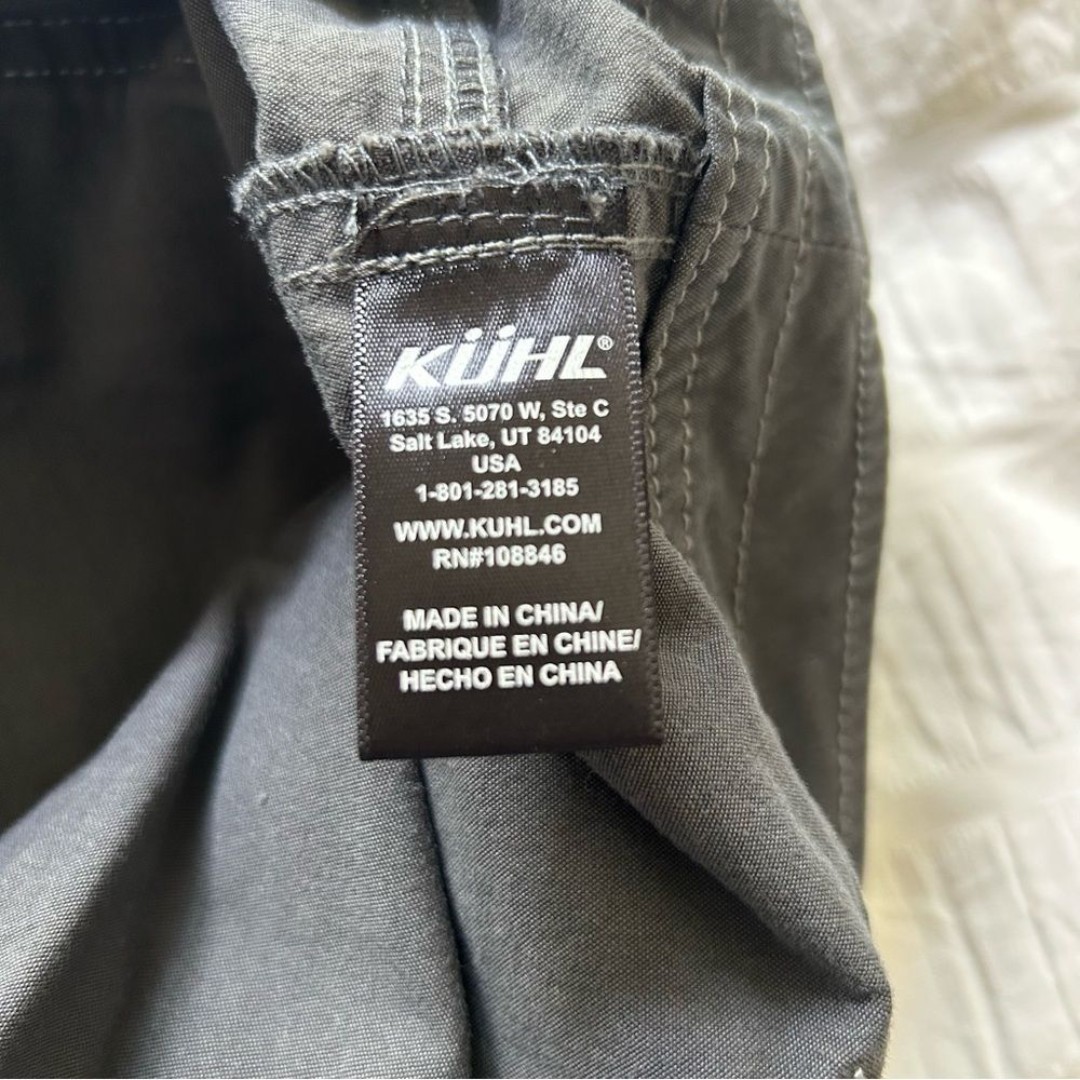 KÜHL®
1635 S. 5070 W, Ste C
Salt Lake, UT 84104
USA
1-801-281-3185
WWW.KUHL.COM
RN#108846
MADE IN CHINA/
FABRIQUE EN CHINE/
HECHO EN CHINA